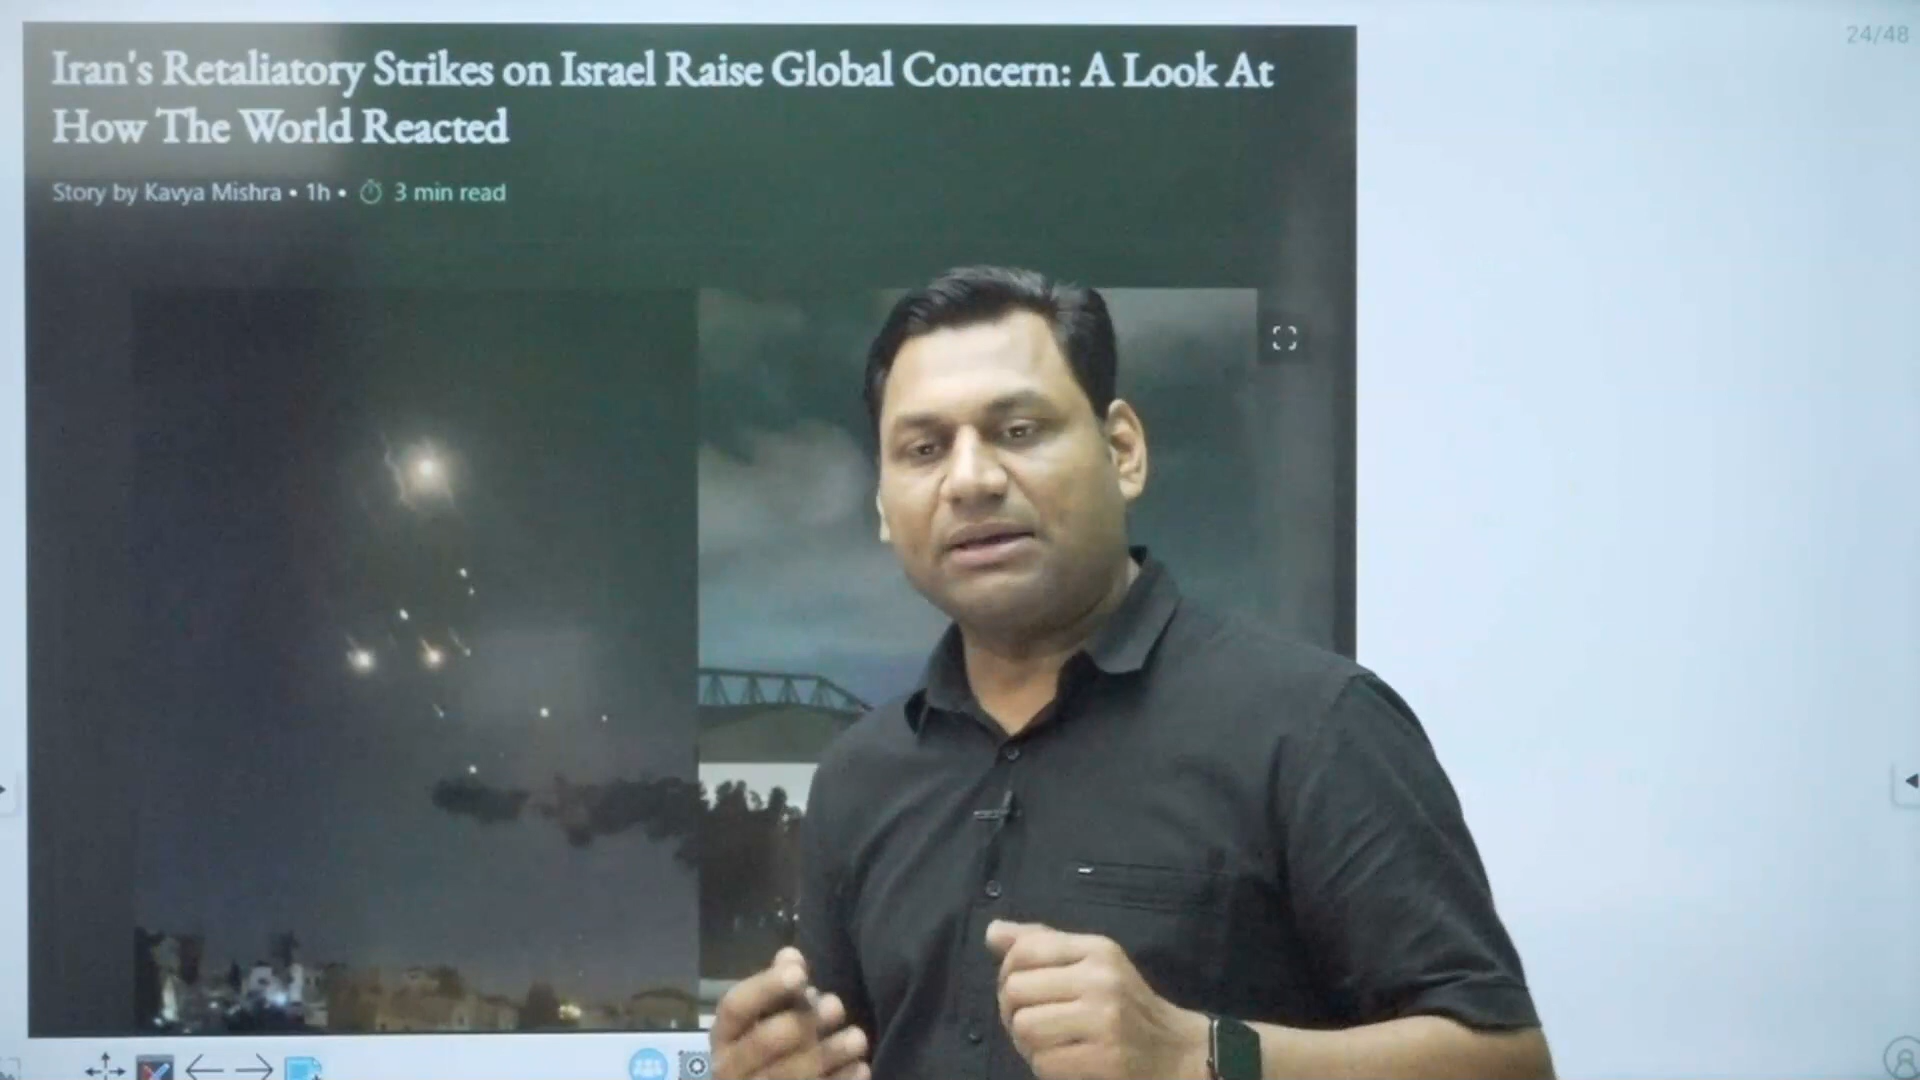 Iran's Retaliatory Strikes on Israel Raise Global Concern: A Look At
How The World Reacted
Story by Kavya Mishra • 1h • 3 min read
24/48